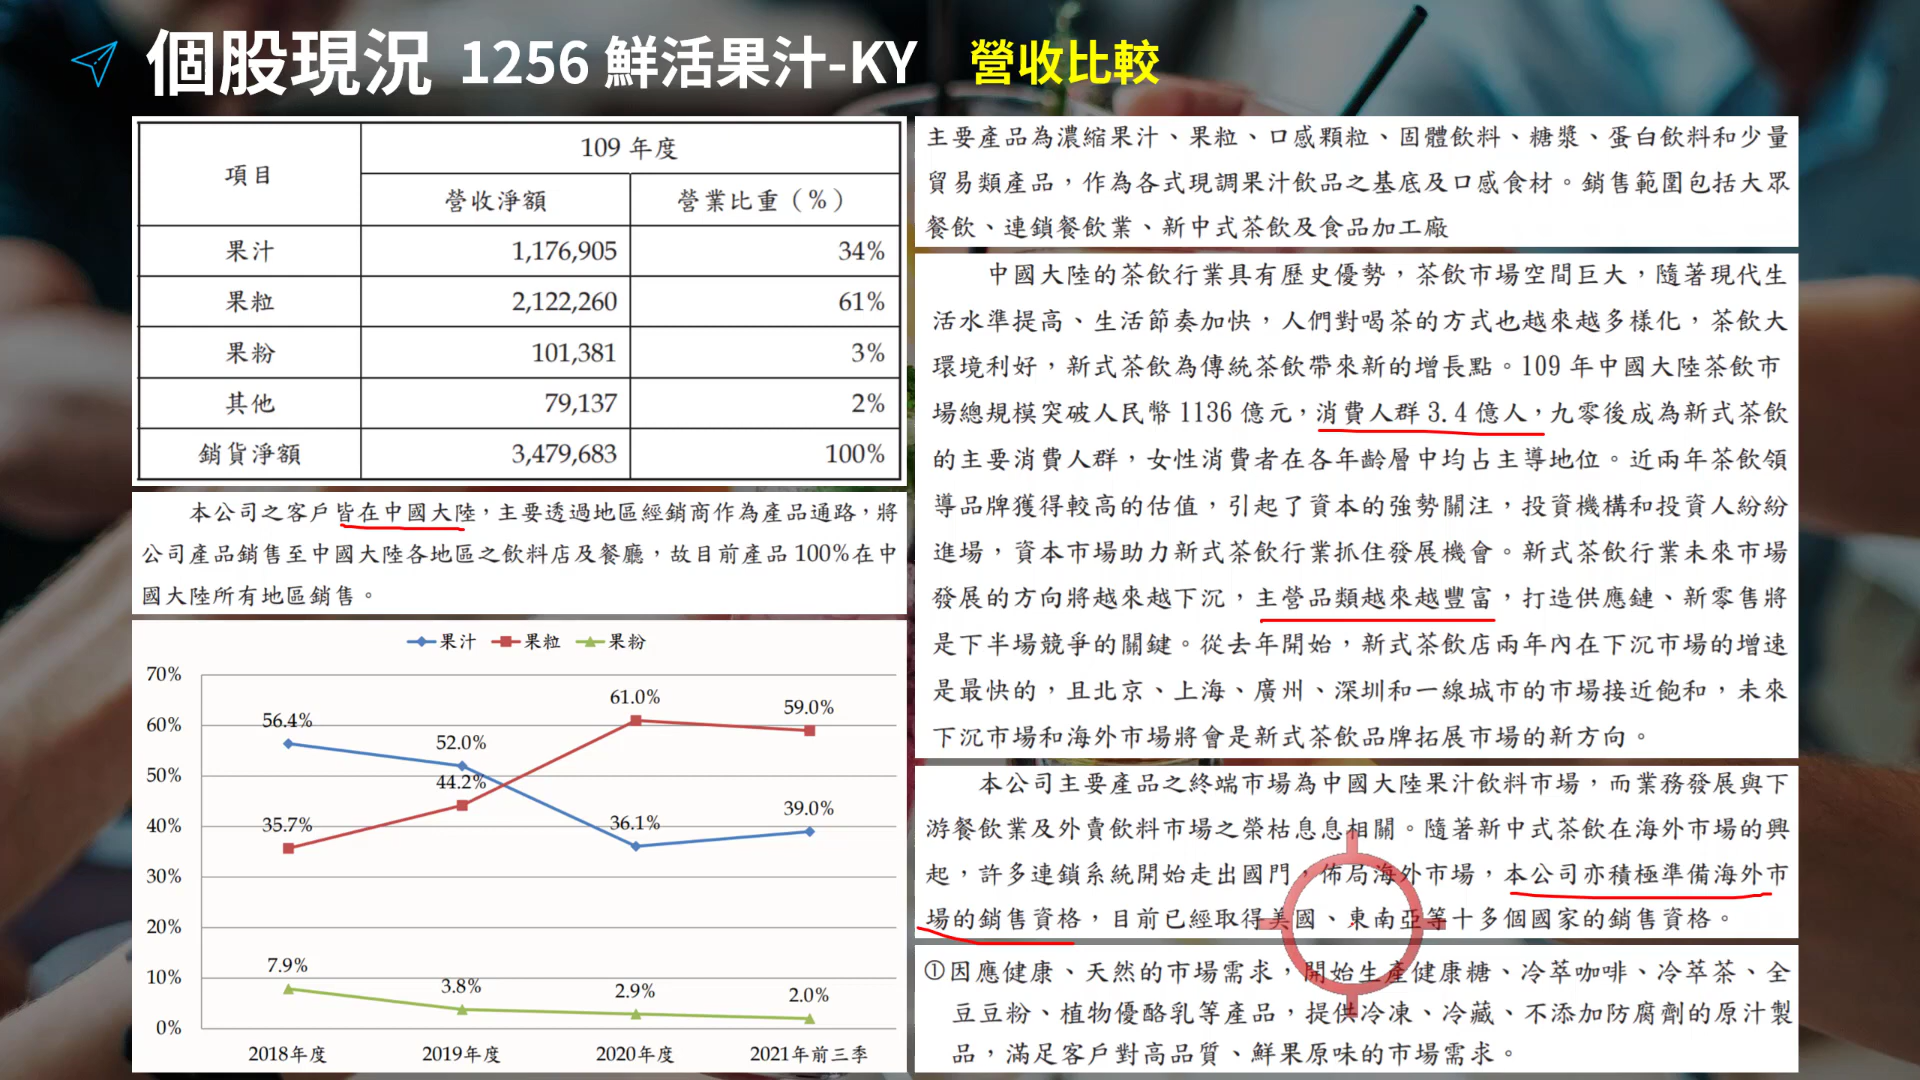 個股現況 1256 鮮活果汁-KY 營收比較
項目 109 年度
營收淨額 營業比重（%）
果汁 1,176,905 34%
果粒 2,122,260 61%
果粉 101,381 3%
其他 79,137 2%
銷貨淨額 3,479,683 100%
本公司之客戶皆在中國大陸，主要透過地區經銷商作為產品通路，將
公司產品銷售至中國大陸各地區之飲料店及餐廳，故目前產品 100%在中
國大陸所有地區銷售。
果汁 果粒 果粉
70%
60%
50%
40%
30%
20%
10%
0%
56.4% 52.0% 36.1% 39.0%
35.7% 44.2% 61.0% 59.0%
7.9% 3.8% 2.9% 2.0%
2018年度 2019年度 2020年度 2021年前三季
主要產品為濃縮果汁、果粒、口感顆粒、固體飲料、糖漿、蛋白飲料和少量
貿易類產品，作為各式現調果汁飲品之基底及口感食材。銷售範圍包括大眾
餐飲、連鎖餐飲業、新中式茶飲及食品加工廠
中國大陸的茶飲行業具有歷史優勢，茶飲市場空間巨大，隨著現代生
活水準提高、生活節奏加快，人們對喝茶的方式也越來越多樣化，茶飲大
環境利好，新式茶飲為傳統茶飲帶來新的增長點。109 年中國大陸茶飲市
場總規模突破人民幣 1136 億元，消費人群 3.4 億人，九零後成為新式茶飲
的主要消費人群，女性消費者在各年齡層中均占主導地位。近兩年茶飲領
導品牌獲得較高的估值，引起了資本的強勢關注，投資機構和投資人紛紛
進場，資本市場助力新式茶飲行業抓住發展機會。新式茶飲行業未來市場
發展的方向將越來越下沉，主營品類越來越豐富，打造供應鏈、新零售將
是下半場競爭的關鍵。從去年開始，新式茶飲店兩年內在下沉市場的增速
是最快的，且北京、上海、廣州、深圳和一線城市的市場接近飽和，未來
下沉市場和海外市場將會是新式茶飲品牌拓展市場的新方向。
本公司主要產品之終端市場為中國大陸果汁飲料市場，而業務發展與下
游餐飲業及外賣飲料市場之榮枯息息相關。隨著新中式茶飲在海外市場的興
起，許多連鎖系統開始走出國門，佈局海外市場，本公司亦積極準備海外市
場的銷售資格，目前已經取得美國、東南亞等十多個國家的銷售資格。
①因應健康、天然的市場需求，開始生產健康糖、冷萃咖啡、冷萃茶、全
豆豆粉、植物優酪乳等產品，提供冷凍、冷藏、不添加防腐劑的原汁製
品，滿足客戶對高品質、鮮果原味的市場需求。